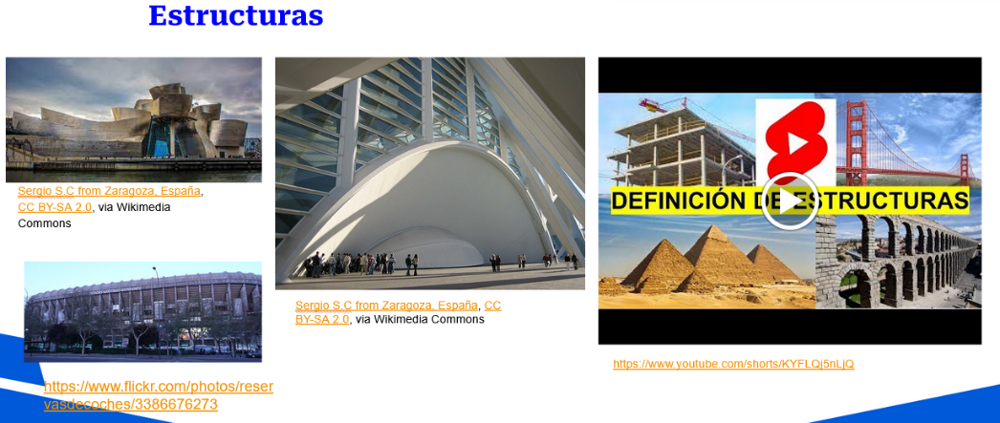 Estructuras
Sergio S.C from Zaragoza, España,
CC BY-SA 2.0, via Wikimedia
Commons
https://www.flickr.com/photos/reser
vasdecoches/3386676273
Sergio S.C from Zaragoza, España, CC
BY-SA 2.0, via Wikimedia Commons
DEFINICIÓN DE ESTRUCTURAS
https://www.youtube.com/shorts/KYFLQj5nLjQ